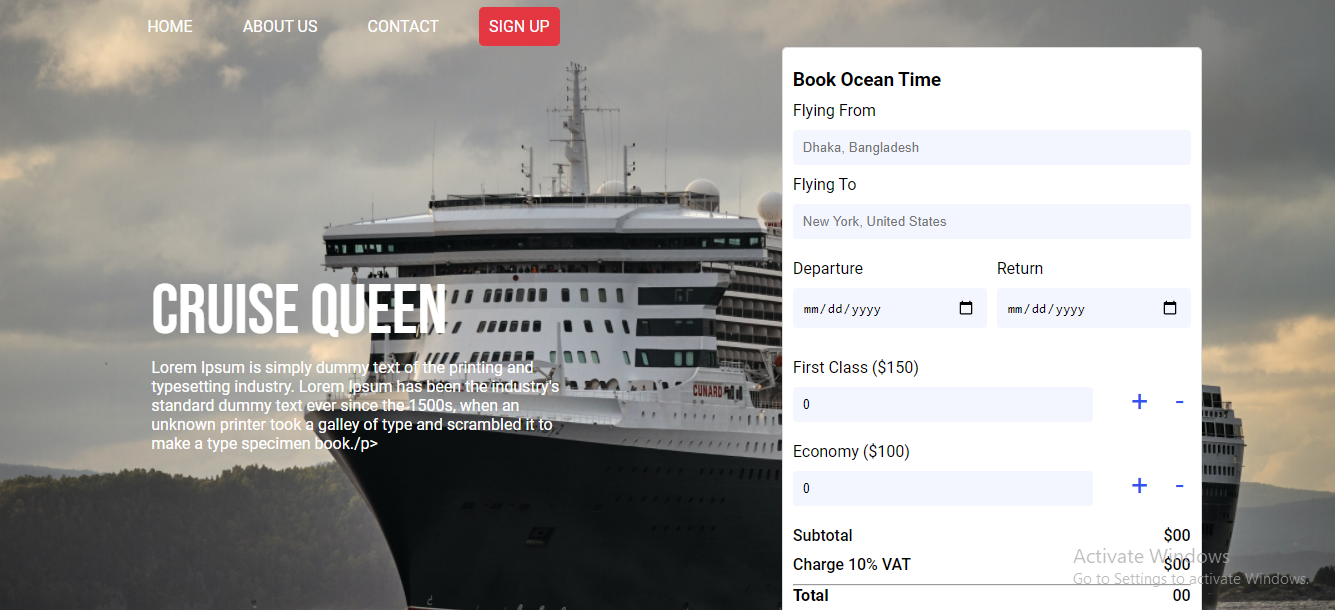 HOME ABOUT US CONTACT SIGN UP
Book Ocean Time
Flying From
Dhaka, Bangladesh
Flying To
New York, United States
Departure Return
mm/dd/yyyy mm/dd/yyyy
First Class ($150)
0 + -
Economy ($100)
0 + -
Subtotal $00
Charge 10% VAT $00
Total 00
CRUISE QUEEN
Lorem Ipsum is simply dummy text of the printing and
typesetting industry. Lorem Ipsum has been the industry's
standard dummy text ever since the 1500s, when an
unknown printer took a galley of type and scrambled it to
make a type specimen book./p>
CUNARD
Activate Windows
Go to Settings to activate Windows.